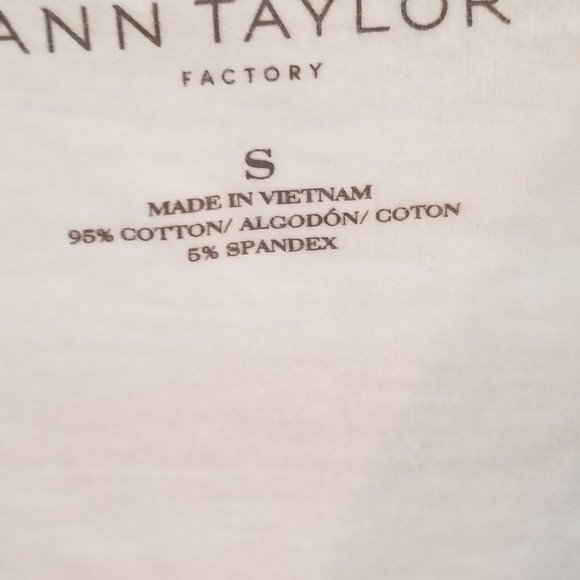 ANN TAYLOR
FACTORY
S
MADE IN VIETNAM
95% COTTON/ ALGODÓN/ COTON
5% SPANDEX